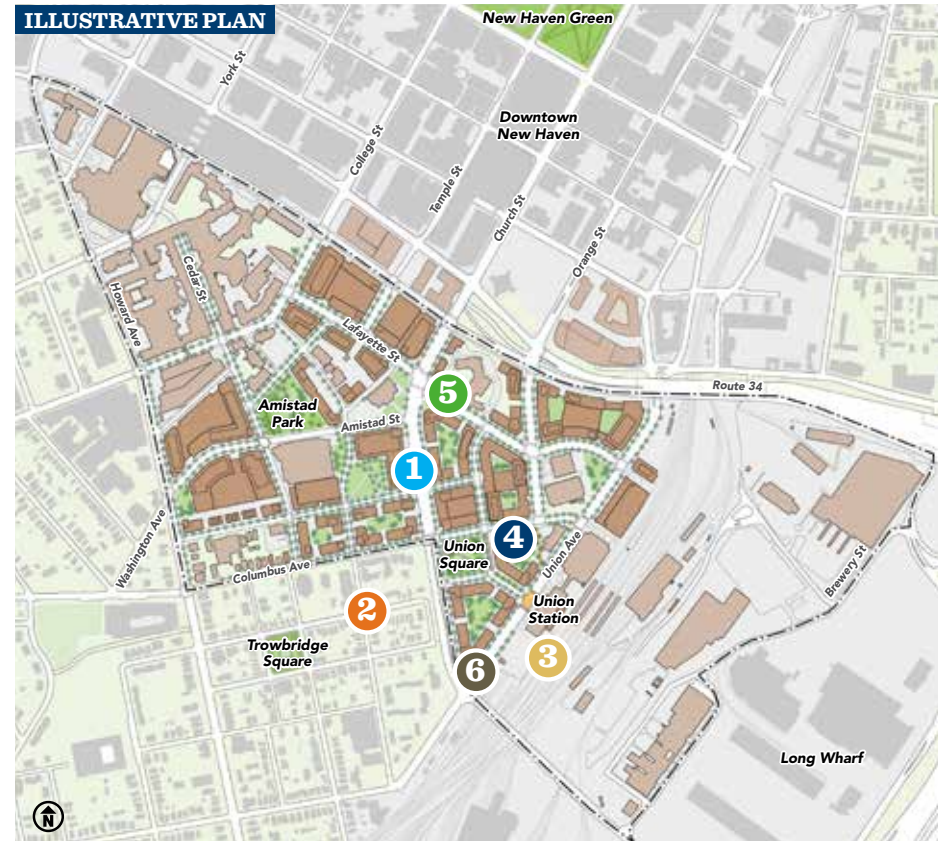 ILLUSTRATIVE PLAN
New Haven Green
York St
Downtown
New Haven
College St
Temple St
Church St
Orange St
Cedar St
Howard Ave
Lafayette St
Route 34
5
Amistad
Park
Amistad St
1
Washington Ave
4
Union
Square
Union Ave
Brewery St
Columbus Ave
2
Union
Station
Trowbridge
Square
3
6
Long Wharf
N